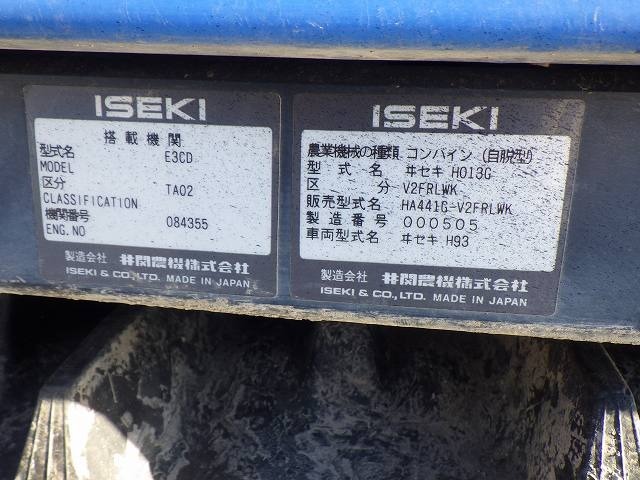 ISEKI
搭載機関
型式名 E3CD
MODEL
区分 TA02
CLASSIFICATION
機関番号 084355
ENG.NO
製造会社 井関農機株式会社
ISEKI & CO., LTD. MADE IN JAPAN
ISEKI
農業機械の種類 コンバイン (自脱型)
型式名 ヰセキ HO13G
区分 V2FRLWK
販売型式名 HA441G-V2FRLWK
製造番号 000505
車両型式名 ヰセキ H93
製造会社 井関農機株式会社
ISEKI & CO., LTD. MADE IN JAPAN